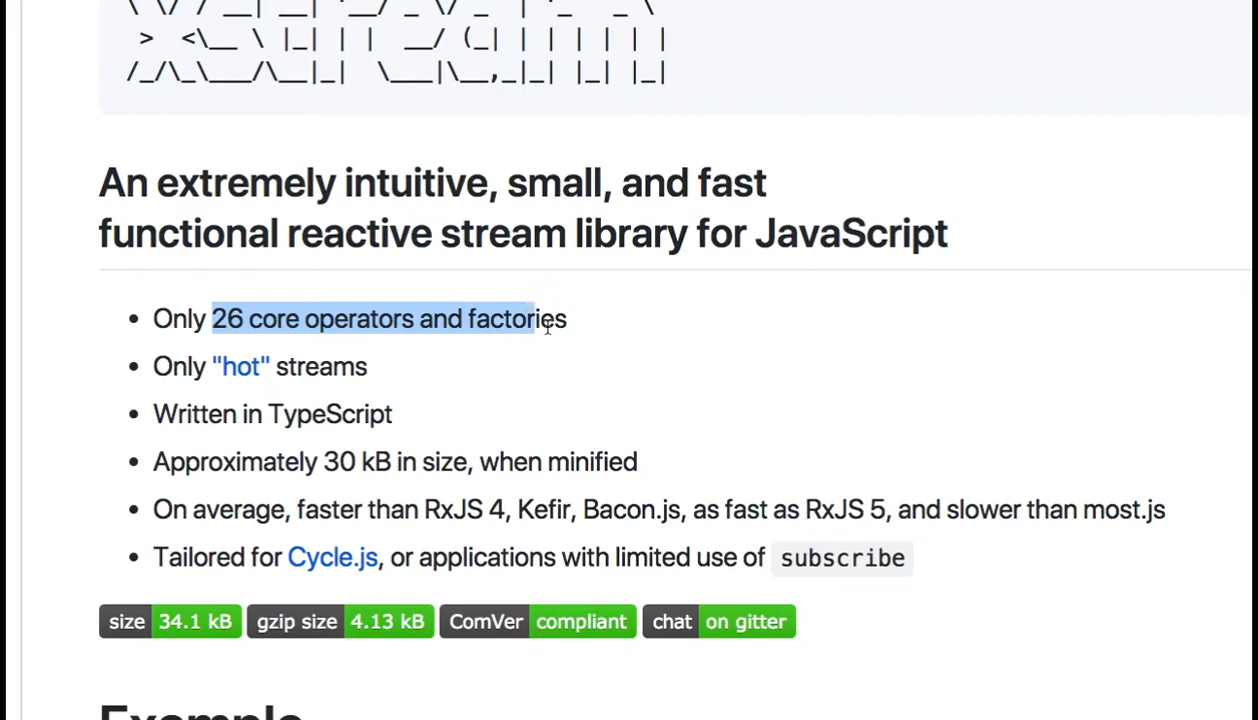 An extremely intuitive, small, and fast
functional reactive stream library for JavaScript
Only 26 core operators and factories
Only "hot" streams
Written in TypeScript
Approximately 30 kB in size, when minified
On average, faster than RxJS 4, Kefir, Bacon.js, as fast as RxJS 5, and slower than most.js
Tailored for Cycle.js, or applications with limited use of subscribe
size 34.1 kB gzip size 4.13 kB ComVer compliant chat on gitter
Example